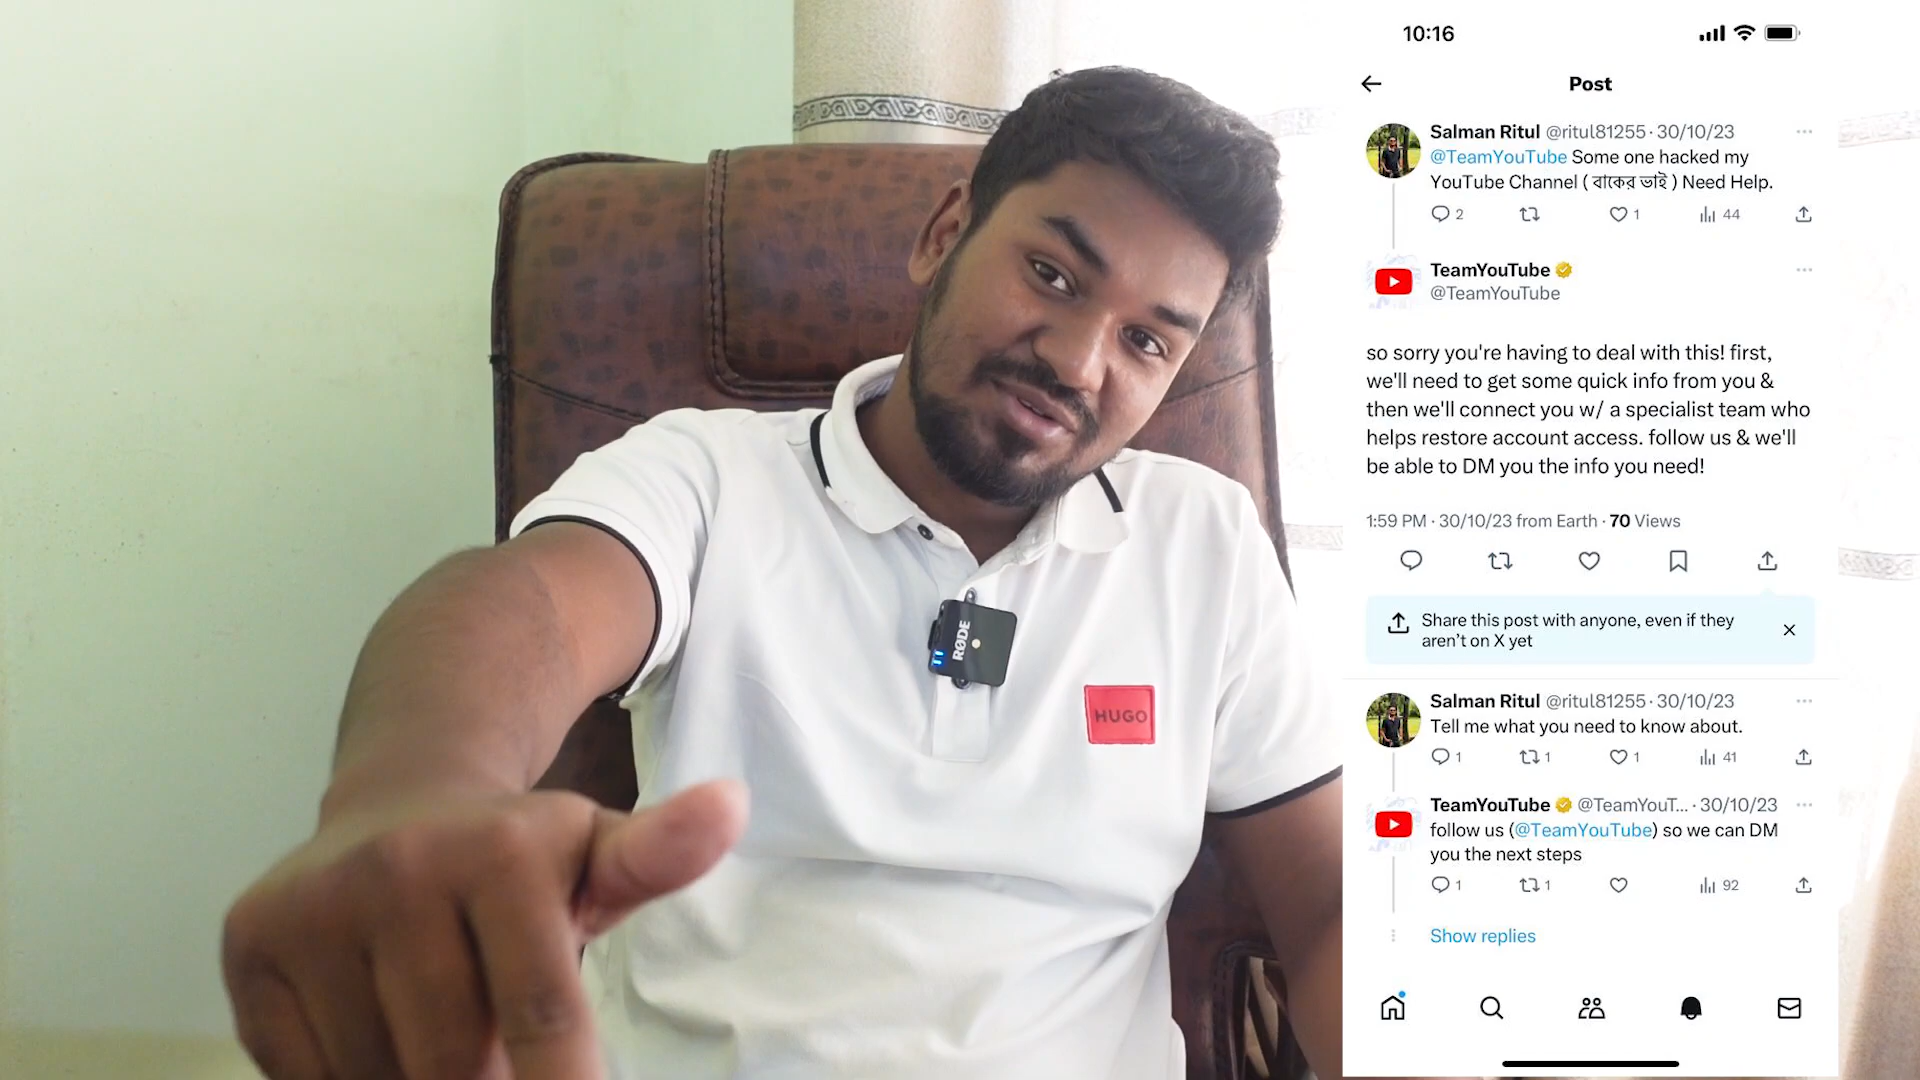 10:16
Post
Salman Ritul @ritul81255 · 30/10/23
@TeamYouTube Some one hacked my
YouTube Channel ( বাকের ভাই ) Need Help.
2 1 44
TeamYouTube
@TeamYouTube
so sorry you're having to deal with this! first,
we'll need to get some quick info from you &
then we'll connect you w/ a specialist team who
helps restore account access. follow us & we'll
be able to DM you the info you need!
1:59 PM · 30/10/23 from Earth · 70 Views
Share this post with anyone, even if they
aren't on X yet
Salman Ritul @ritul81255 · 30/10/23
Tell me what you need to know about.
1 1 1 41
TeamYouTube @TeamYouT... · 30/10/23
follow us (@TeamYouTube) so we can DM
you the next steps
1 1 92
Show replies
RØDE
HUGO